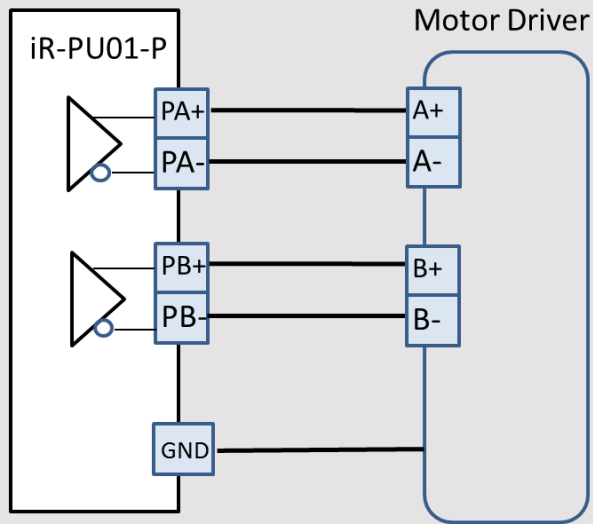 Motor Driver
iR-PU01-P
PA+
A+
PA-
A-
PB+
B+
PB-
B-
GND